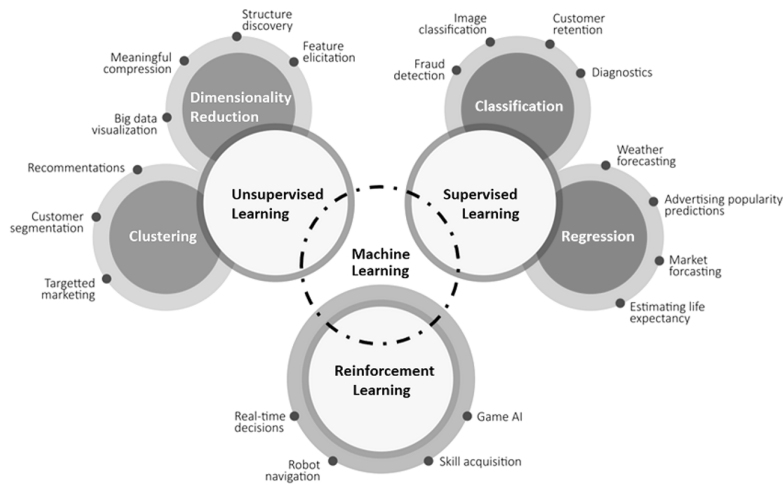 Structure
discovery
Feature
elicitation
Meaningful
compression
Big data
visualization
Dimensionality
Reduction
Image
classification
Customer
retention
Fraud
detection
Diagnostics
Classification
Recommentations
Customer
segmentation
Targetted
marketing
Clustering
Unsupervised
Learning
Supervised
Learning
Machine
Learning
Weather
forecasting
Advertising popularity
predictions
Market
forcasting
Estimating life
expectancy
Regression
Reinforcement
Learning
Real-time
decisions
Robot
navigation
Game AI
Skill acquisition